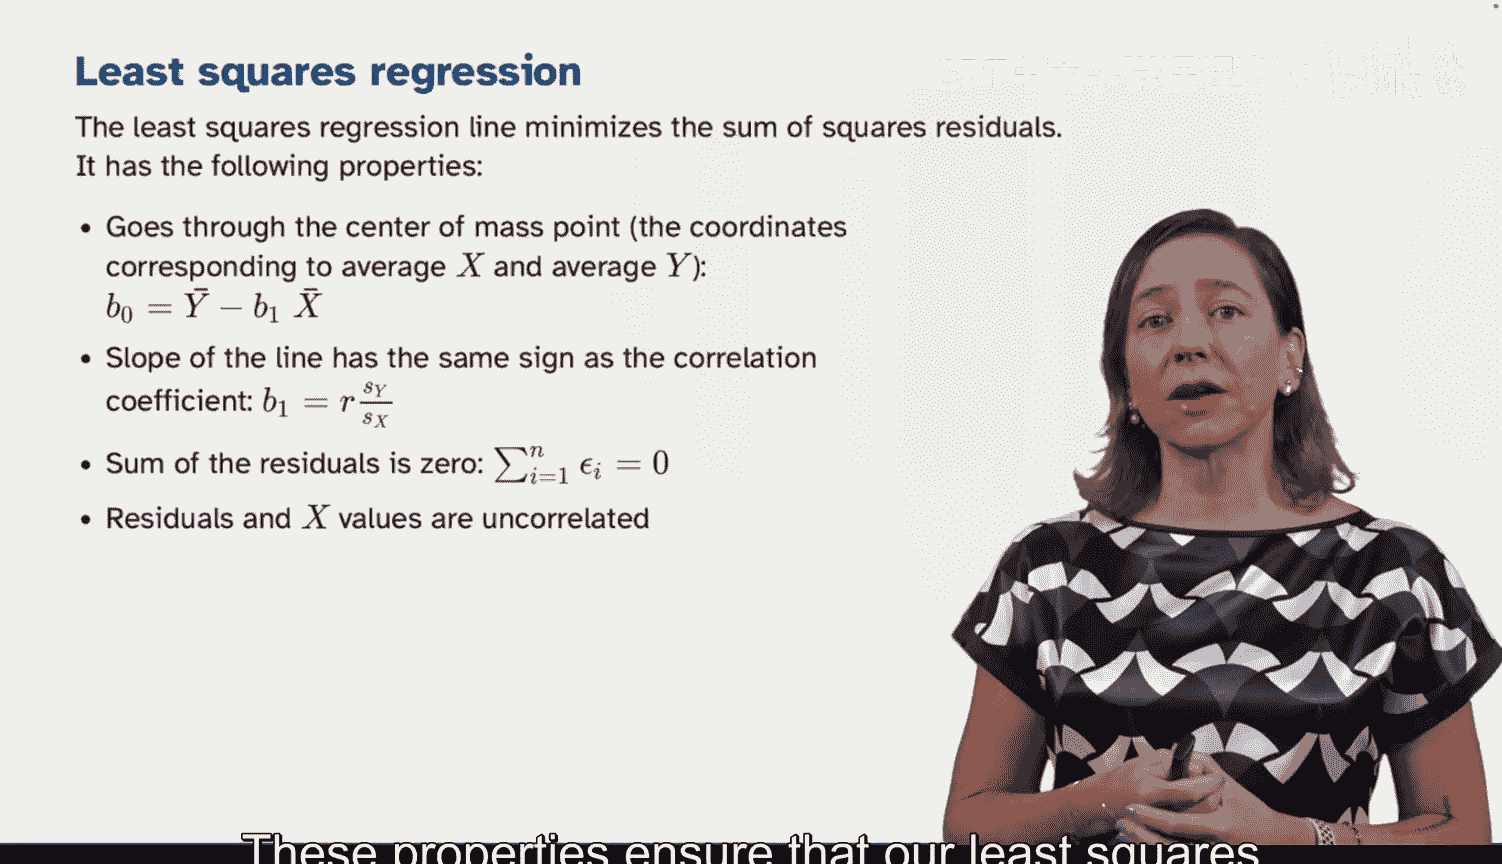 Least squares regression
The least squares regression line minimizes the sum of squares residuals.
It has the following properties:
• Goes through the center of mass point (the coordinates
corresponding to average X and average Y):
b₀ = Ȳ − b₁ X̄
• Slope of the line has the same sign as the correlation
coefficient: b₁ = r s_Y/s_X
• Sum of the residuals is zero: ∑ⁿᵢ₌₁ ϵᵢ = 0
• Residuals and X values are uncorrelated
These properties ensure that our least squares